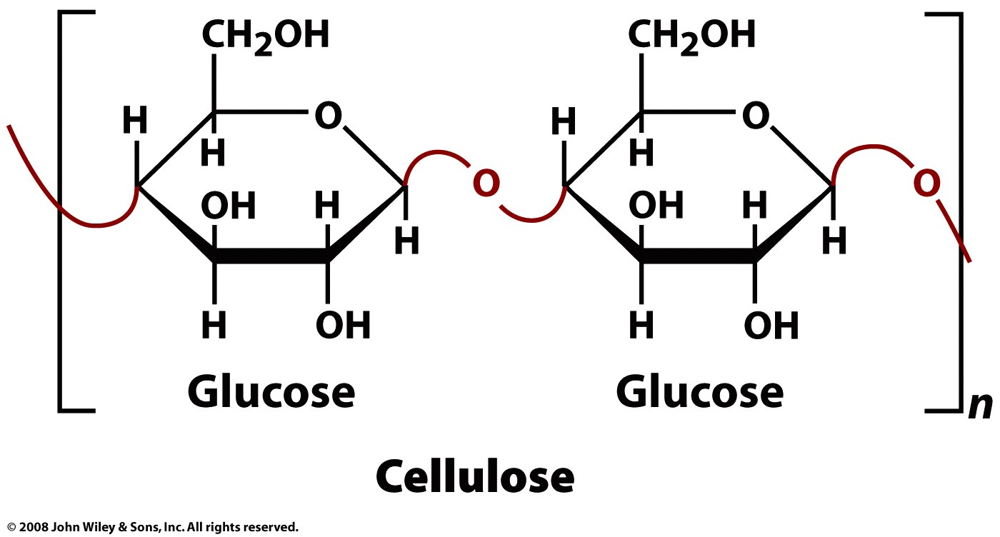 CH₂OH CH₂OH
H O H O
H H
O O
OH H OH H
H H
H OH H OH
Glucose Glucose
n
Cellulose
© 2008 John Wiley & Sons, Inc. All rights reserved.